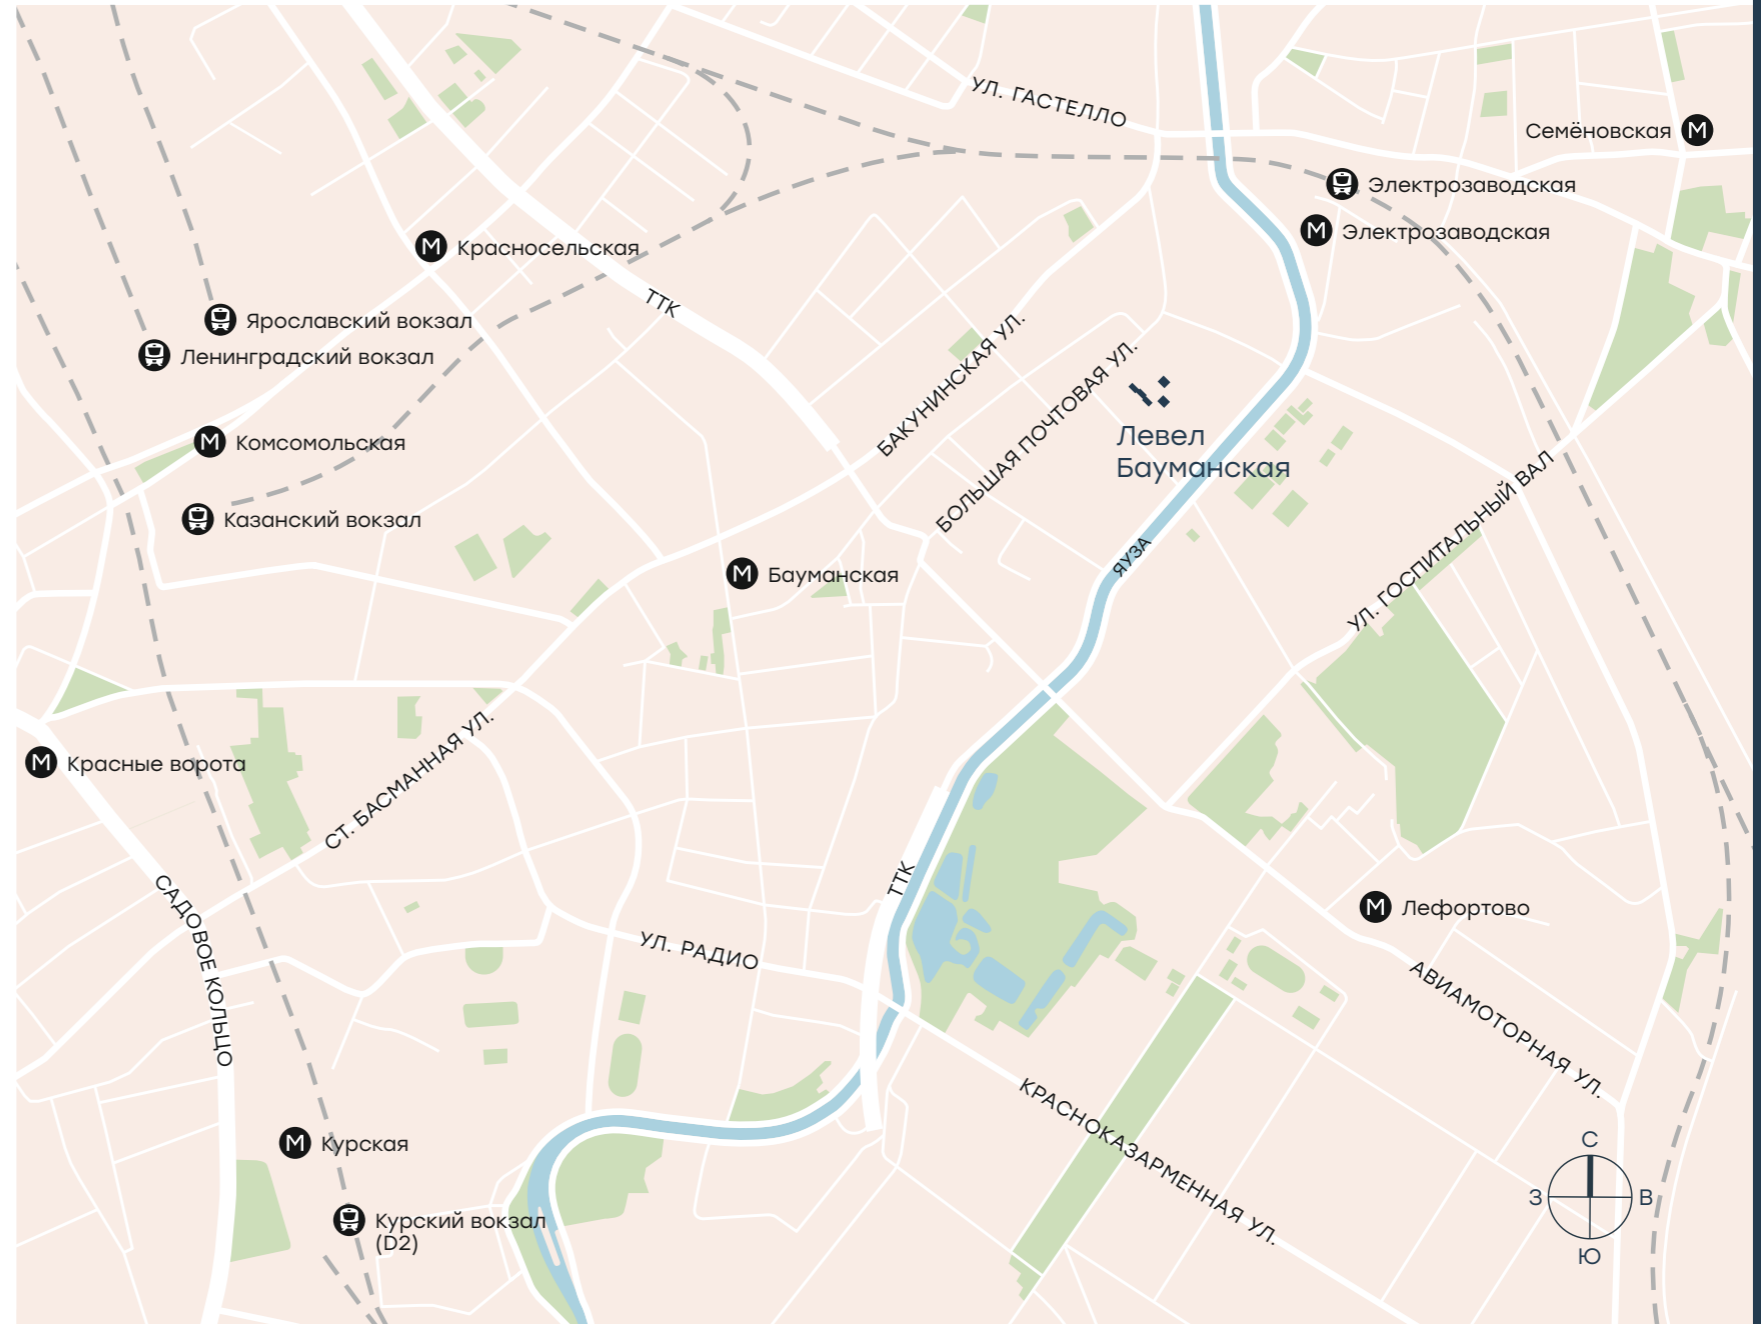 УЛ. ГАСТЕЛЛО
М Семёновская
Электрозаводская
М Электрозаводская
М Красносельская
ТТК
Ярославский вокзал
Ленинградский вокзал
БАКУНИНСКАЯ УЛ.
БОЛЬШАЯ ПОЧТОВАЯ УЛ.
Левел
Бауманская
М Комсомольская
Казанский вокзал
УЛ. ГОСПИТАЛЬНЫЙ ВАЛ
ЯУЗА
М Бауманская
М Красные ворота
СТ. БАСМАННАЯ УЛ.
ТТК
М Лефортово
САДОВОЕ КОЛЬЦО
УЛ. РАДИО
АВИАМОТОРНАЯ УЛ.
КРАСНОКАЗАРМЕННАЯ УЛ.
М Курская
Курский вокзал
(D2)
С
З
В
Ю